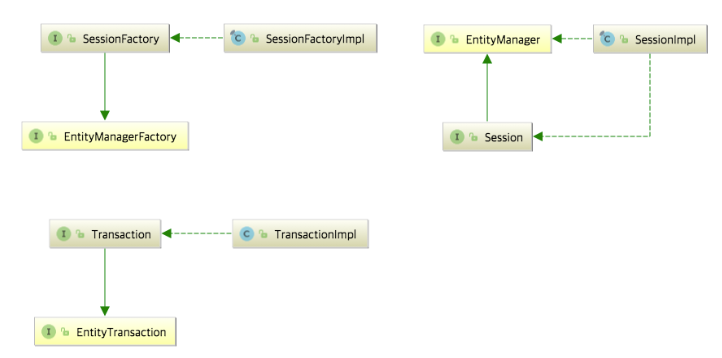 I SessionFactory
C SessionFactoryImpl
I EntityManagerFactory
I EntityManager
C SessionImpl
I Session
I Transaction
C TransactionImpl
I EntityTransaction